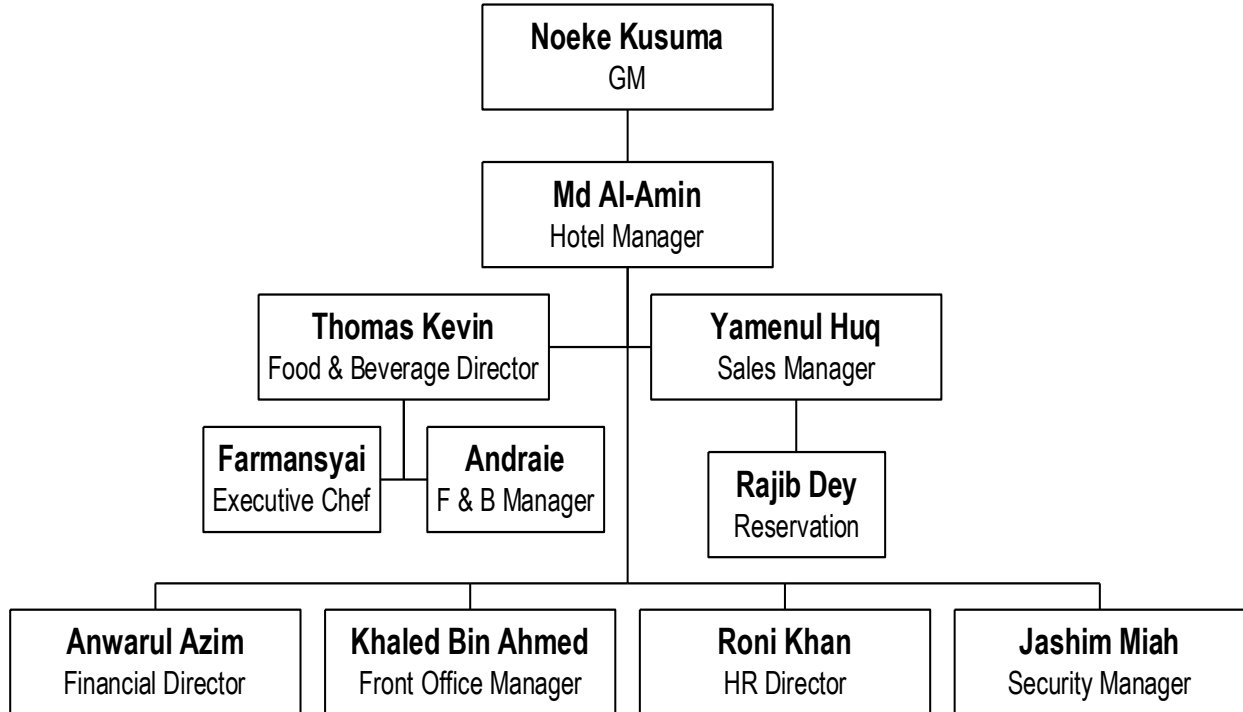 Noeke Kusuma
GM
Md Al-Amin
Hotel Manager
Thomas Kevin
Food & Beverage Director
Yamenul Huq
Sales Manager
Farmansyai
Executive Chef
Andraie
F & B Manager
Rajib Dey
Reservation
Anwarul Azim
Financial Director
Khaled Bin Ahmed
Front Office Manager
Roni Khan
HR Director
Jashim Miah
Security Manager